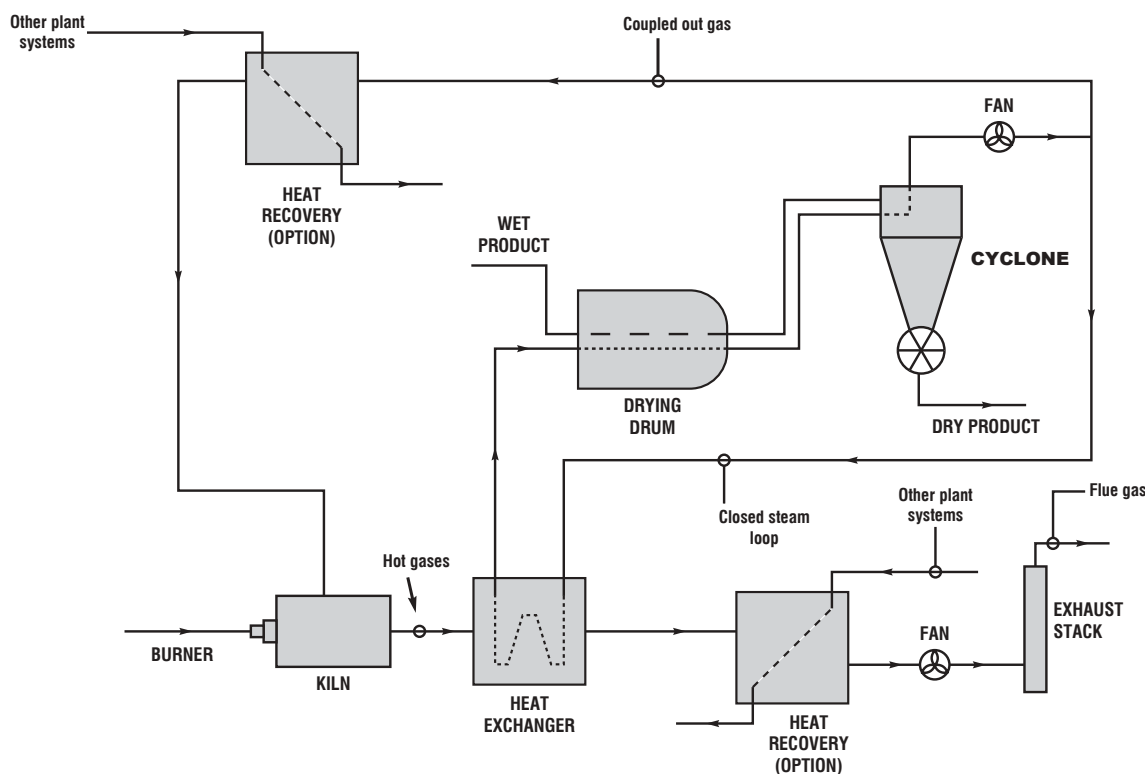 Other plant
systems
Coupled out gas
FAN
HEAT
RECOVERY
(OPTION)
WET
PRODUCT
CYCLONE
DRYING
DRUM
DRY PRODUCT
Closed steam
loop
Other plant
systems
Flue gas
Hot gases
BURNER
KILN
HEAT
EXCHANGER
HEAT
RECOVERY
(OPTION)
FAN
EXHAUST
STACK